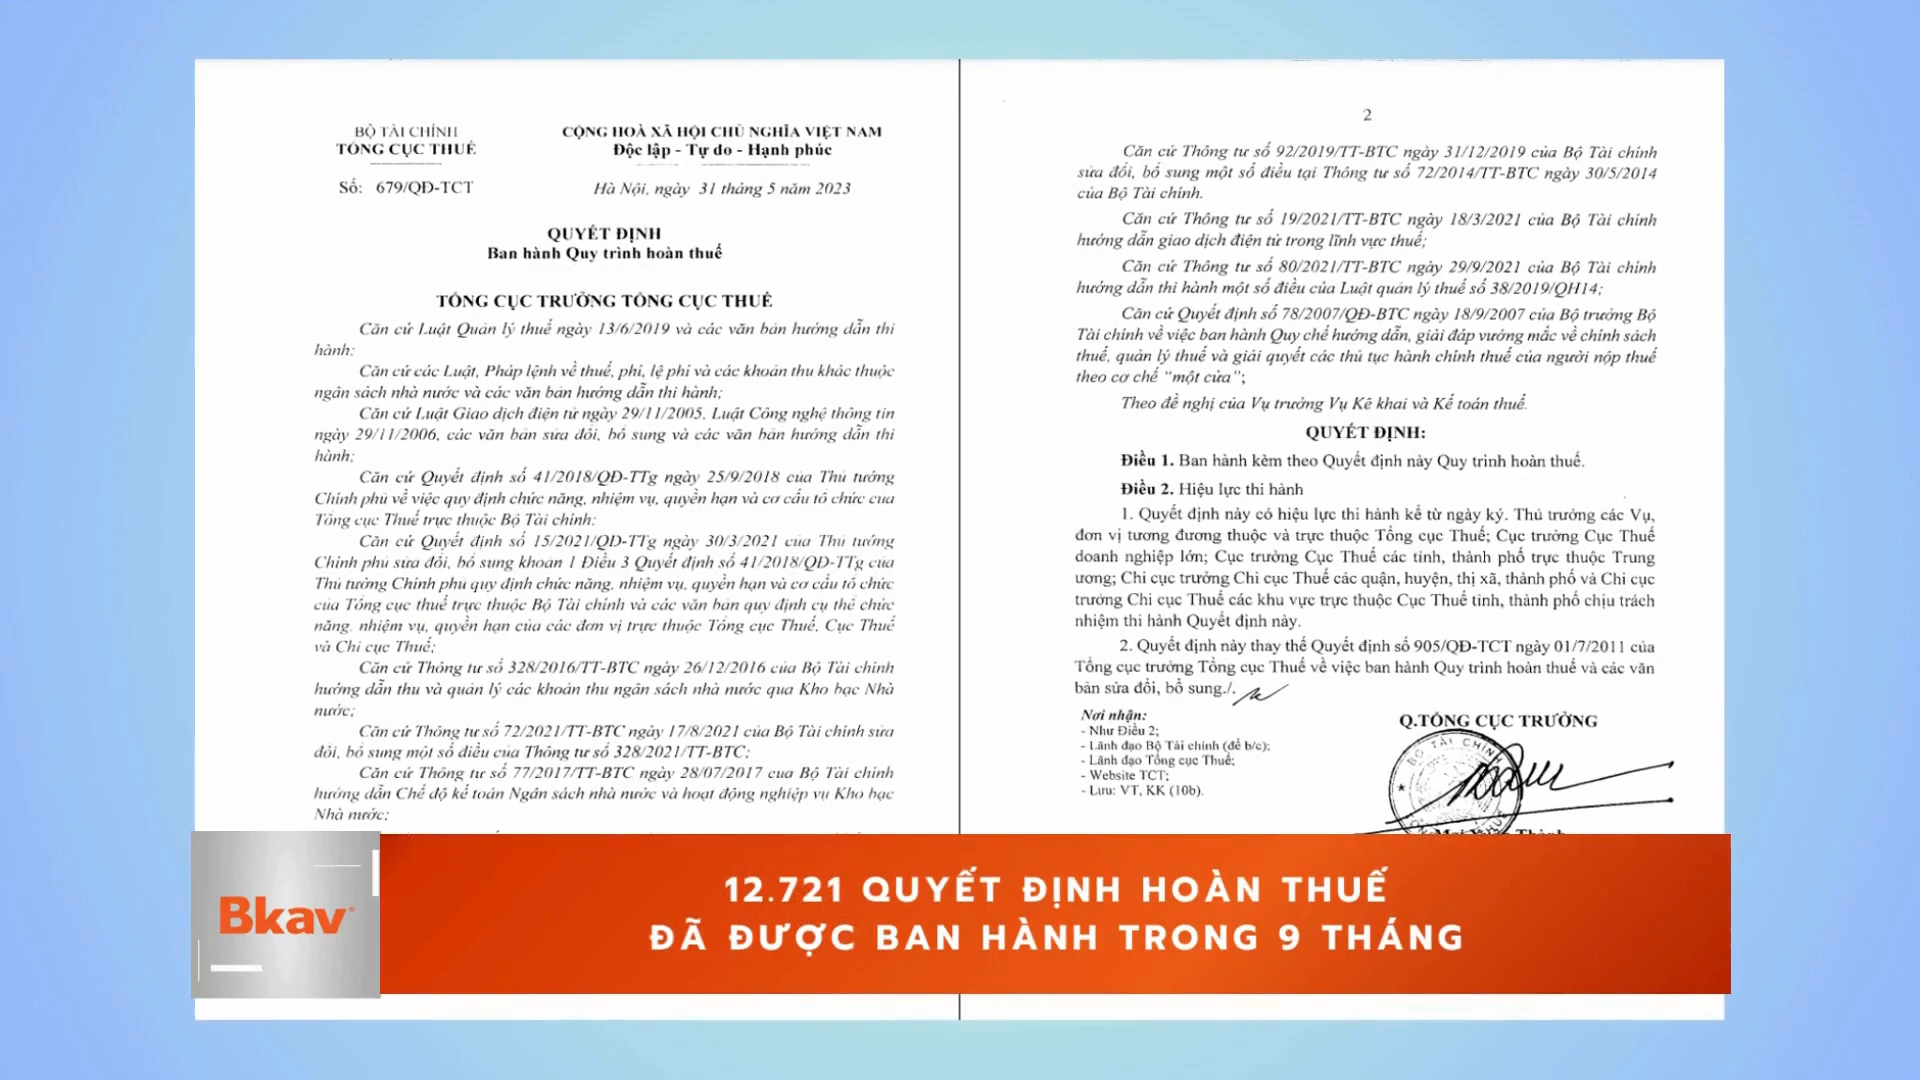 BỘ TÀI CHÍNH
TỔNG CỤC THUẾ
Số: 679/QĐ-TCT
CỘNG HOÀ XÃ HỘI CHỦ NGHĨA VIỆT NAM
Độc lập - Tự do - Hạnh phúc
Hà Nội, ngày 31 tháng 5 năm 2023
QUYẾT ĐỊNH
Ban hành Quy trình hoàn thuế
TỔNG CỤC TRƯỞNG TỔNG CỤC THUẾ
Căn cứ Luật Quản lý thuế ngày 13/6/2019 và các văn bản hướng dẫn thi
hành;
Căn cứ các Luật, Pháp lệnh về thuế, phí, lệ phí và các khoản thu khác thuộc
ngân sách nhà nước và các văn bản hướng dẫn thi hành;
Căn cứ Luật Giao dịch điện tử ngày 29/11/2005, Luật Công nghệ thông tin
ngày 29/11/2006, các văn bản sửa đổi, bổ sung và các văn bản hướng dẫn thi
hành;
Căn cứ Quyết định số 41/2018/QĐ-TTg ngày 25/9/2018 của Thủ tướng
Chính phủ về việc quy định chức năng, nhiệm vụ, quyền hạn và cơ cấu tổ chức của
Tổng cục Thuế trực thuộc Bộ Tài chính;
Căn cứ Quyết định số 15/2021/QĐ-TTg ngày 30/3/2021 của Thủ tướng
Chính phủ sửa đổi, bổ sung khoản 1 Điều 3 Quyết định số 41/2018/QĐ-TTg của
Thủ tướng Chính phủ quy định chức năng, nhiệm vụ, quyền hạn và cơ cấu tổ chức
của Tổng cục thuế trực thuộc Bộ Tài chính và các văn bản quy định cụ thể chức
năng, nhiệm vụ, quyền hạn của các đơn vị trực thuộc Tổng cục Thuế, Cục Thuế
và Chi cục Thuế;
Căn cứ Thông tư số 328/2016/TT-BTC ngày 26/12/2016 của Bộ Tài chính
hướng dẫn thu và quản lý các khoản thu ngân sách nhà nước qua Kho bạc Nhà
nước;
Căn cứ Thông tư số 72/2021/TT-BTC ngày 17/8/2021 của Bộ Tài chính sửa
đổi, bổ sung một số điều của Thông tư số 328/2021/TT-BTC;
Căn cứ Thông tư số 77/2017/TT-BTC ngày 28/07/2017 của Bộ Tài chính
hướng dẫn Chế độ kế toán Ngân sách nhà nước và hoạt động nghiệp vụ Kho bạc
Nhà nước;
2
Căn cứ Thông tư số 92/2019/TT-BTC ngày 31/12/2019 của Bộ Tài chính
sửa đổi, bổ sung một số điều tại Thông tư số 72/2014/TT-BTC ngày 30/5/2014
của Bộ Tài chính.
Căn cứ Thông tư số 19/2021/TT-BTC ngày 18/3/2021 của Bộ Tài chính
hướng dẫn giao dịch điện tử trong lĩnh vực thuế;
Căn cứ Thông tư số 80/2021/TT-BTC ngày 29/9/2021 của Bộ Tài chính
hướng dẫn thi hành một số điều của Luật quản lý thuế số 38/2019/QH14;
Căn cứ Quyết định số 78/2007/QĐ-BTC ngày 18/9/2007 của Bộ trưởng Bộ
Tài chính về việc ban hành Quy chế hướng dẫn, giải đáp vướng mắc về chính sách
thuế, quản lý thuế và giải quyết các thủ tục hành chính thuế của người nộp thuế
theo cơ chế “một cửa”;
Theo đề nghị của Vụ trưởng Vụ Kê khai và Kế toán thuế.
QUYẾT ĐỊNH:
Điều 1. Ban hành kèm theo Quyết định này Quy trình hoàn thuế.
Điều 2. Hiệu lực thi hành
1. Quyết định này có hiệu lực thi hành kể từ ngày ký. Thủ trưởng các Vụ,
đơn vị tương đương thuộc và trực thuộc Tổng cục Thuế; Cục trưởng Cục Thuế
doanh nghiệp lớn; Cục trưởng Cục Thuế các tỉnh, thành phố trực thuộc Trung
ương; Chi cục trưởng Chi cục Thuế các quận, huyện, thị xã, thành phố và Chi cục
trưởng Chi cục Thuế các khu vực trực thuộc Cục Thuế tỉnh, thành phố chịu trách
nhiệm thi hành Quyết định này.
2. Quyết định này thay thế Quyết định số 905/QĐ-TCT ngày 01/7/2011 của
Tổng cục trưởng Tổng cục Thuế về việc ban hành Quy trình hoàn thuế và các văn
bản sửa đổi, bổ sung./.
Nơi nhận:
- Như Điều 2;
- Lãnh đạo Bộ Tài chính (để b/c);
- Lãnh đạo Tổng cục Thuế;
- Website TCT;
- Lưu: VT, KK (10b).
Q.TỔNG CỤC TRƯỞNG
BỘ TÀI CHÍNH
Bkav
12.721 QUYẾT ĐỊNH HOÀN THUẾ
ĐÃ ĐƯỢC BAN HÀNH TRONG 9 THÁNG